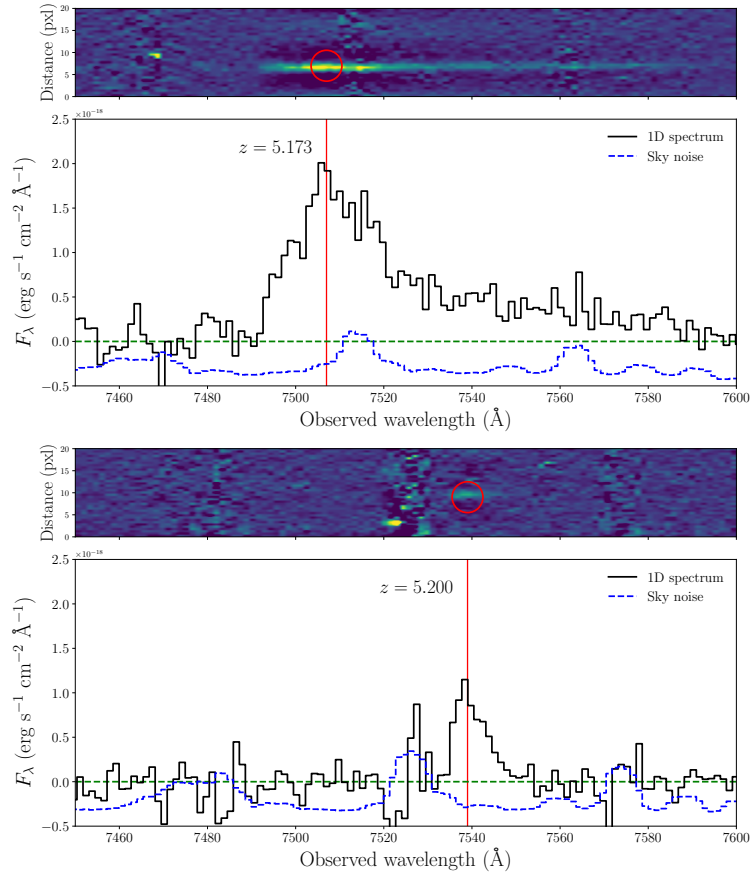 20
15
10
5
0
Distance (pxl)
×10⁻¹⁸
2.5
2.0
1.5
1.0
0.5
0.0
−0.5
F_λ (erg s⁻¹ cm⁻² Å⁻¹)
z = 5.173
1D spectrum
Sky noise
7460 7480 7500 7520 7540 7560 7580 7600
Observed wavelength (Å)
20
15
10
5
0
Distance (pxl)
×10⁻¹⁸
2.5
2.0
1.5
1.0
0.5
0.0
−0.5
F_λ (erg s⁻¹ cm⁻² Å⁻¹)
z = 5.200
1D spectrum
Sky noise
7460 7480 7500 7520 7540 7560 7580 7600
Observed wavelength (Å)